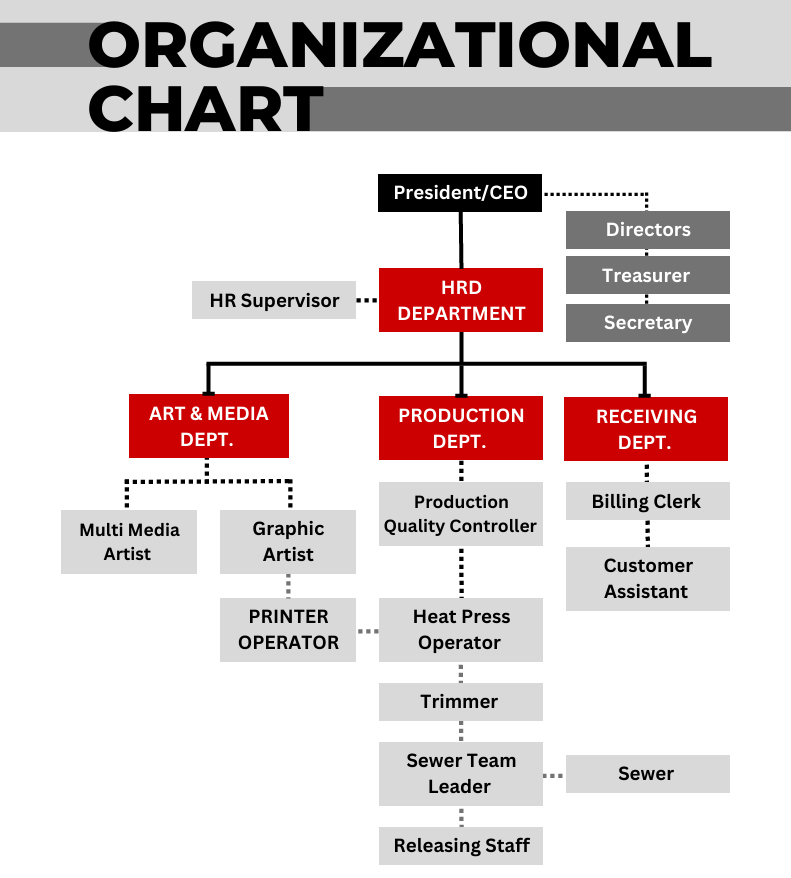 ORGANIZATIONAL
CHART
President/CEO
Directors
Treasurer
Secretary
HR Supervisor
HRD
DEPARTMENT
ART & MEDIA
DEPT.
PRODUCTION
DEPT.
RECEIVING
DEPT.
Multi Media
Artist
Graphic
Artist
Production
Quality Controller
Billing Clerk
Customer
Assistant
PRINTER
OPERATOR
Heat Press
Operator
Trimmer
Sewer Team
Leader
Sewer
Releasing Staff